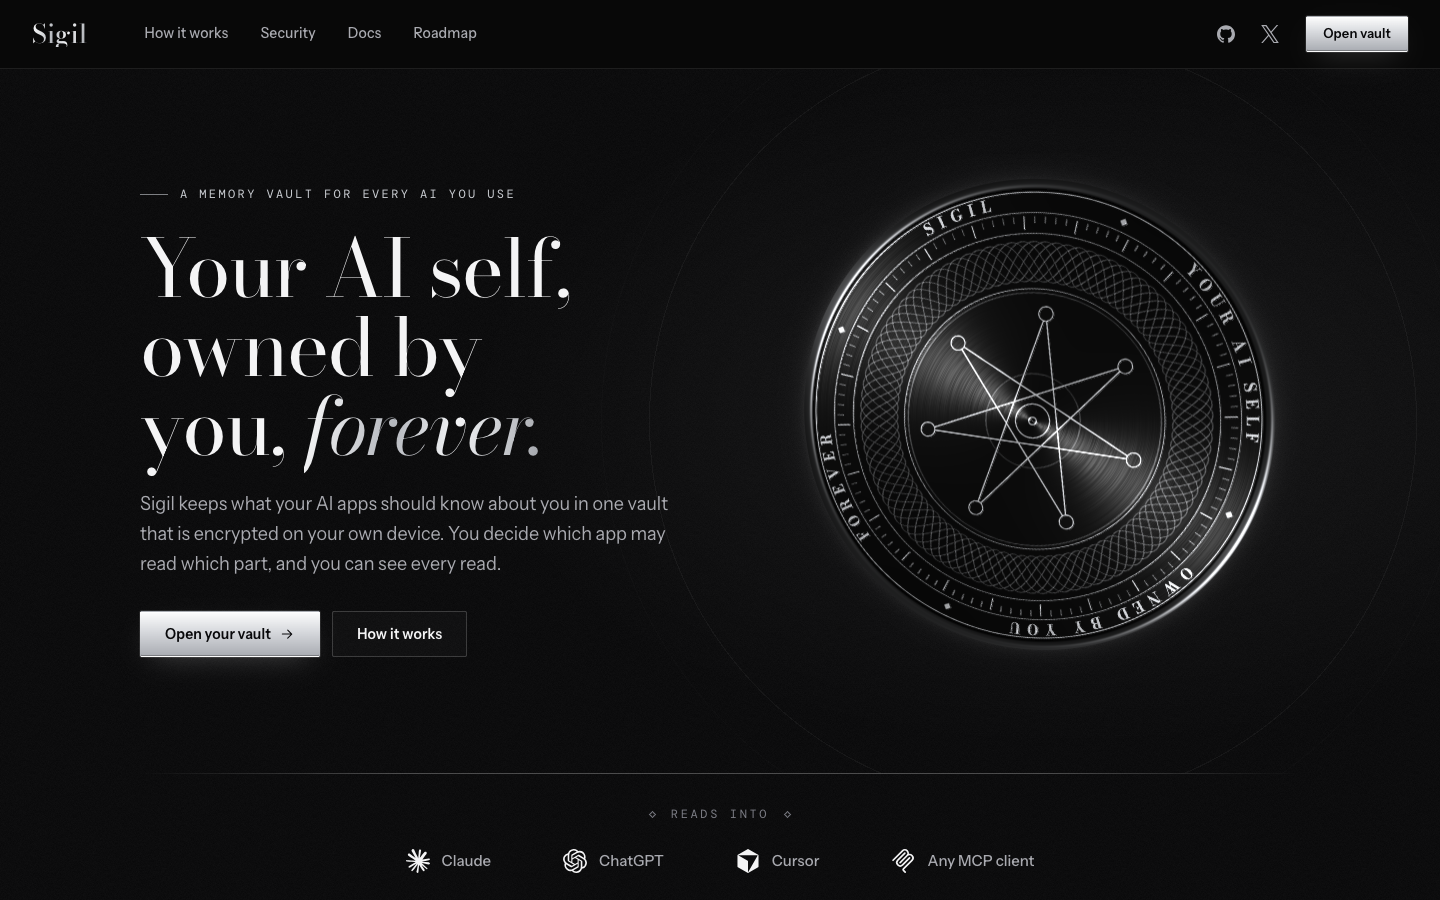 Sigil
How it works
Security
Docs
Roadmap
Open vault
A MEMORY VAULT FOR EVERY AI YOU USE
Your AI self,
owned by
you, forever.
Sigil keeps what your AI apps should know about you in one vault
that is encrypted on your own device. You decide which app may
read which part, and you can see every read.
Open your vault →
How it works
SIGIL
YOUR AI SELF
OWNED BY YOU
FOREVER
READS INTO
Claude
ChatGPT
Cursor
Any MCP client